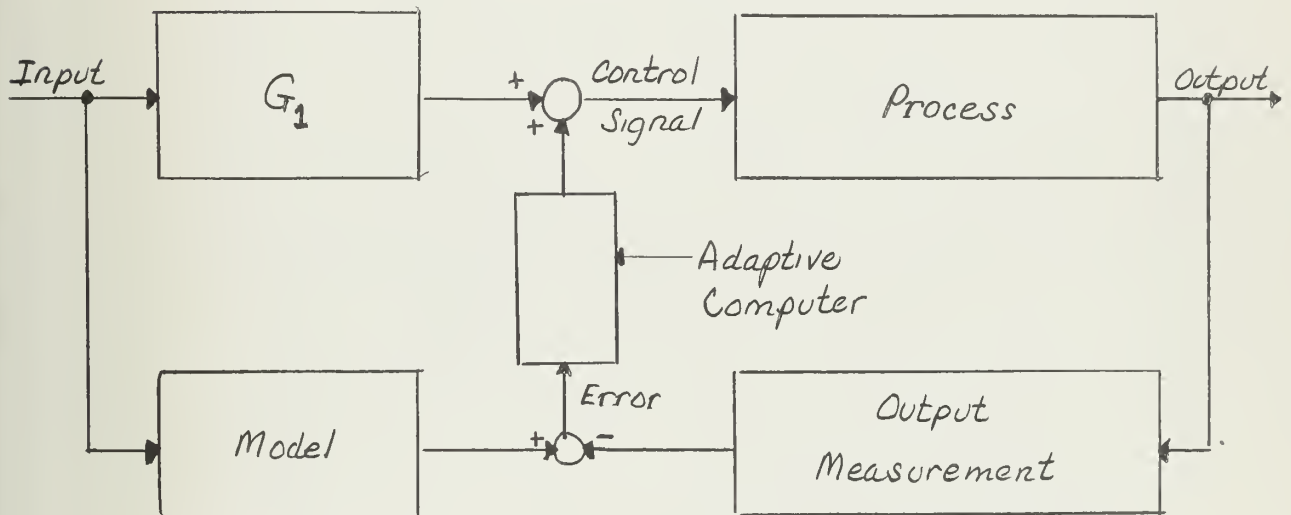 Input
G1
+
+
Control
Signal
Process
Output
Adaptive
Computer
Error
Model
+
-
Output
Measurement